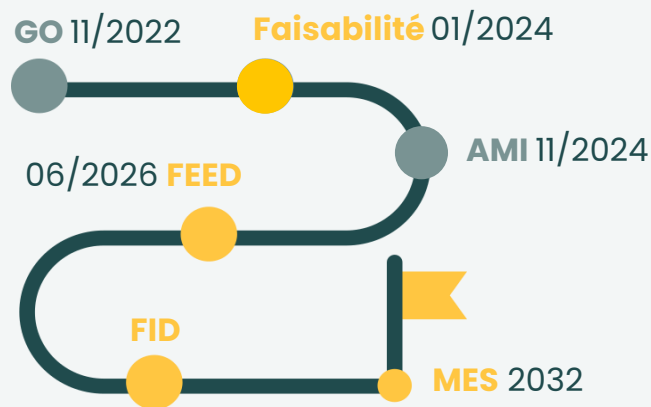 GO 11/2022
Faisabilité 01/2024
AMI 11/2024
06/2026 FEED
FID
MES 2032